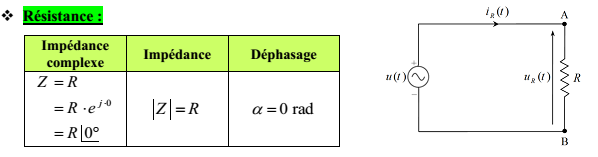 ❖ Résistance :
Impédance complexe
Impédance
Déphasage
Z = R
= R · e^{j·0}
= R|0°
|Z| = R
α = 0 rad
i_R (t)
A
u(t)
+
−
u_R (t)
R
B